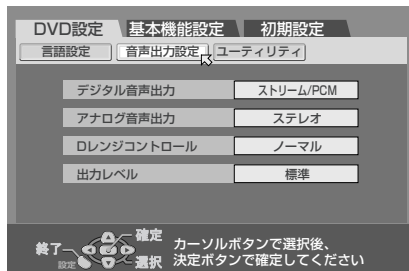 DVD設定 基本機能設定 初期設定
言語設定 音声出力設定 ユーティリティ
デジタル音声出力 ストリーム/PCM
アナログ音声出力 ステレオ
Dレンジコントロール ノーマル
出力レベル 標準
終了 確定
設定 選択
カーソルボタンで選択後、
決定ボタンで確定してください